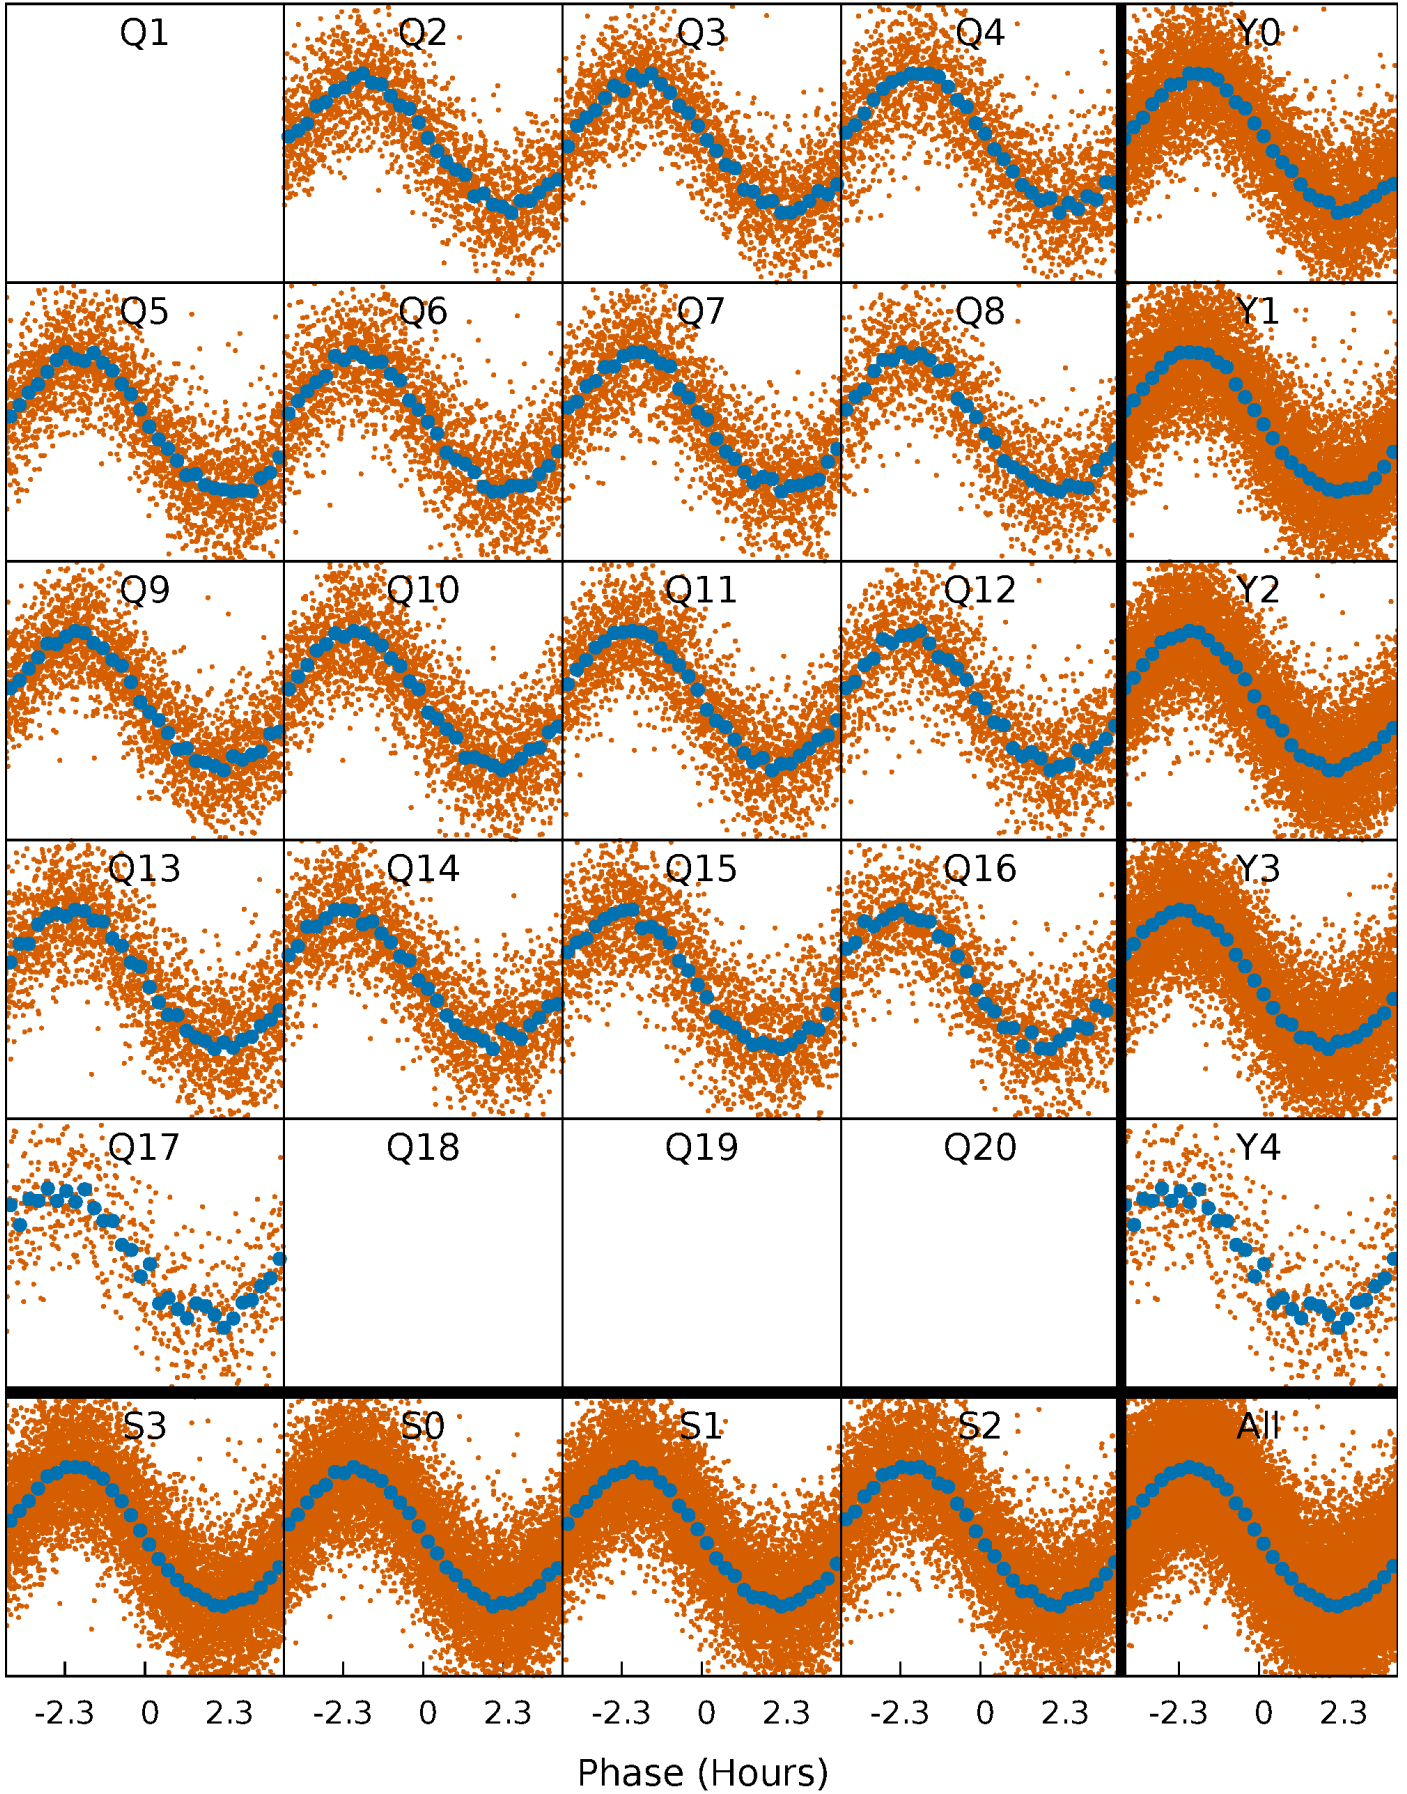 Q1 Q2 Q3 Q4 Y0
Q5 Q6 Q7 Q8 Y1
Q9 Q10 Q11 Q12 Y2
Q13 Q14 Q15 Q16 Y3
Q17 Q18 Q19 Q20 Y4
S3 S0 S1 S2 All
-2.3 0 2.3 -2.3 0 2.3 -2.3 0 2.3 -2.3 0 2.3 -2.3 0 2.3
Phase (Hours)